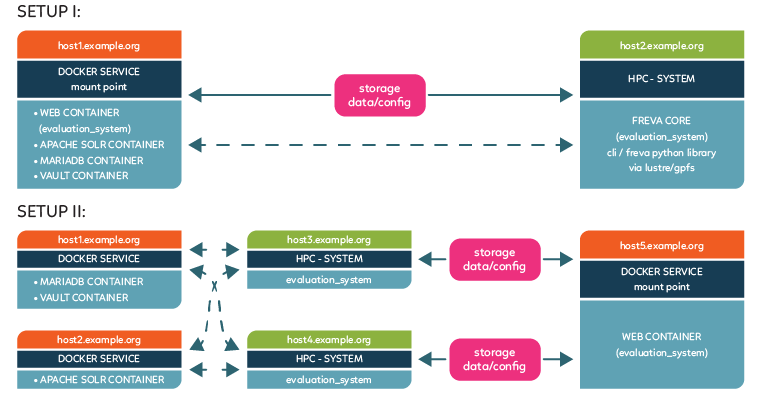 SETUP I:
host1.example.org
DOCKER SERVICE
mount point
• WEB CONTAINER
(evaluation_system)
• APACHE SOLR CONTAINER
• MARIADB CONTAINER
• VAULT CONTAINER
storage
data/config
host2.example.org
HPC - SYSTEM
FREVA CORE
(evaluation_system)
cli / freva python library
via lustre/gpfs
SETUP II:
host1.example.org
DOCKER SERVICE
• MARIADB CONTAINER
• VAULT CONTAINER
host3.example.org
HPC - SYSTEM
evaluation_system
storage
data/config
host5.example.org
DOCKER SERVICE
mount point
WEB CONTAINER
(evaluation_system)
host2.example.org
DOCKER SERVICE
• APACHE SOLR CONTAINER
host4.example.org
HPC - SYSTEM
evaluation_system
storage
data/config